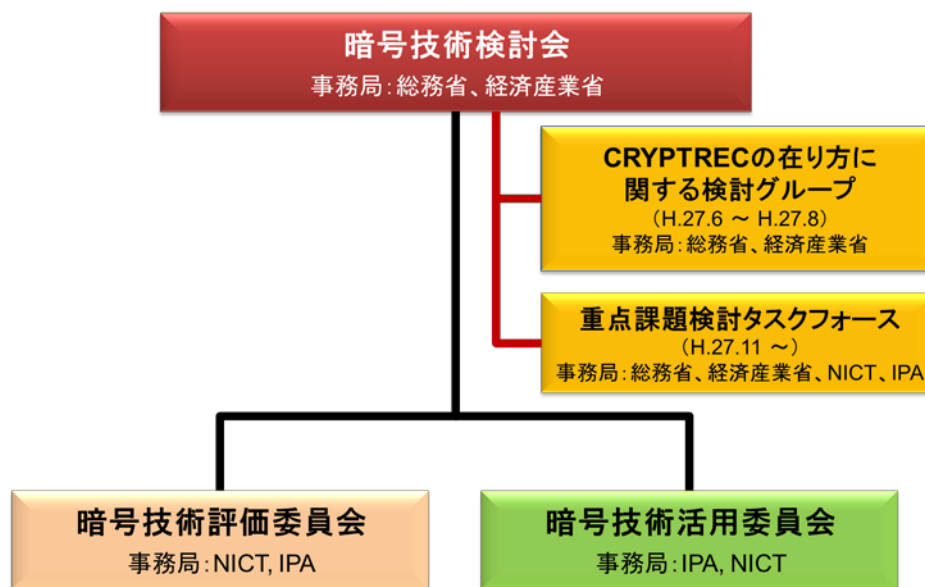 暗号技術検討会
事務局：総務省、経済産業省
CRYPTRECの在り方に
関する検討グループ
（H.27.6 ～ H.27.8）
事務局：総務省、経済産業省
重点課題検討タスクフォース
（H.27.11 ～）
事務局：総務省、経済産業省、NICT、IPA
暗号技術評価委員会
事務局：NICT, IPA
暗号技術活用委員会
事務局：IPA, NICT